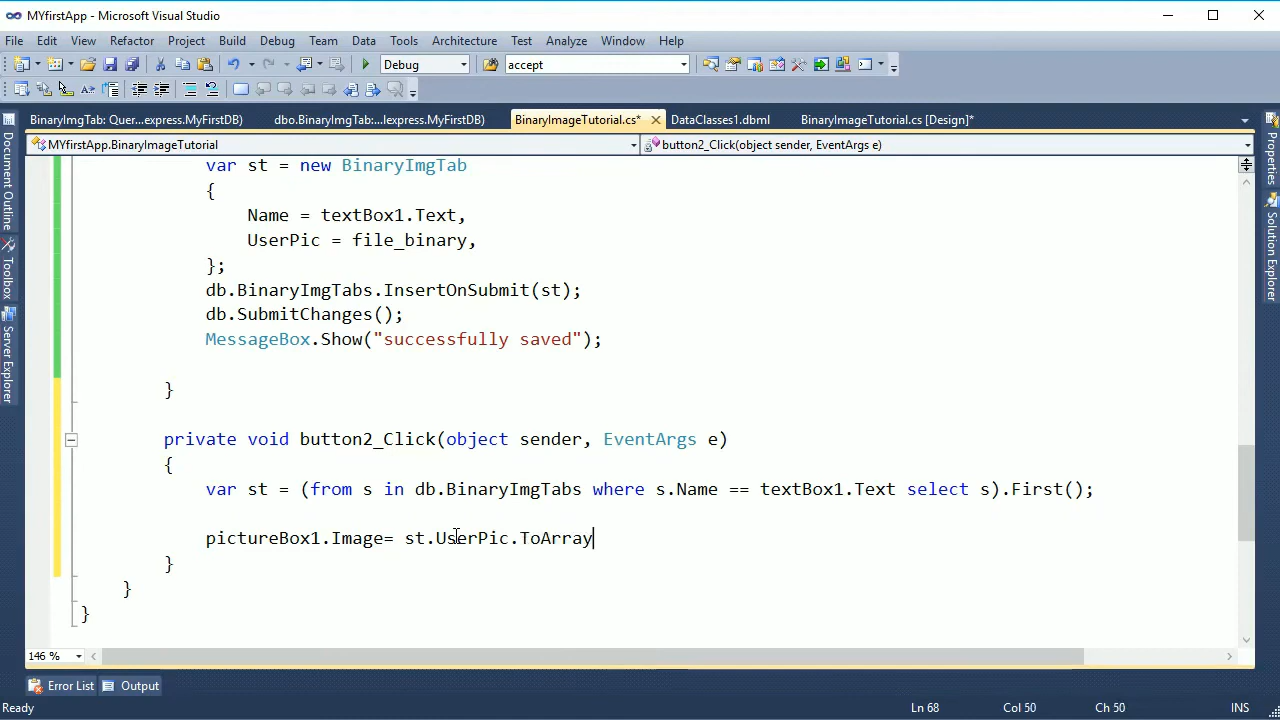 MYfirstApp - Microsoft Visual Studio
File Edit View Refactor Project Build Debug Team Data Tools Architecture Test Analyze Window Help
Debug accept
BinaryImgTab: Quer...express.MyFirstDB) dbo.BinaryImgTab:...lexpress.MyFirstDB) BinaryImageTutorial.cs* DataClasses1.dbml BinaryImageTutorial.cs [Design]*
MYfirstApp.BinaryImageTutorial button2_Click(object sender, EventArgs e)
var st = new BinaryImgTab
{
Name = textBox1.Text,
UserPic = file_binary,
};
db.BinaryImgTabs.InsertOnSubmit(st);
db.SubmitChanges();
MessageBox.Show("successfully saved");
}
private void button2_Click(object sender, EventArgs e)
{
var st = (from s in db.BinaryImgTabs where s.Name == textBox1.Text select s).First();
pictureBox1.Image= st.UserPic.ToArray
}
}
}
146 %
Document Outline
Toolbox
Server Explorer
Properties
Solution Explorer
Error List Output
Ready Ln 68 Col 50 Ch 50 INS